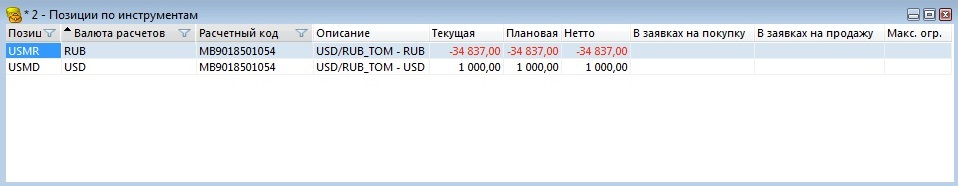 * 2 - Позиции по инструментам
Позиц Валюта расчетов Расчетный код Описание Текущая Плановая Нетто В заявках на покупку В заявках на продажу Макс. огр.
USMR RUB MB9018501054 USD/RUB_TOM - RUB -34 837,00 -34 837,00 -34 837,00
USMD USD MB9018501054 USD/RUB_TOM - USD 1 000,00 1 000,00 1 000,00